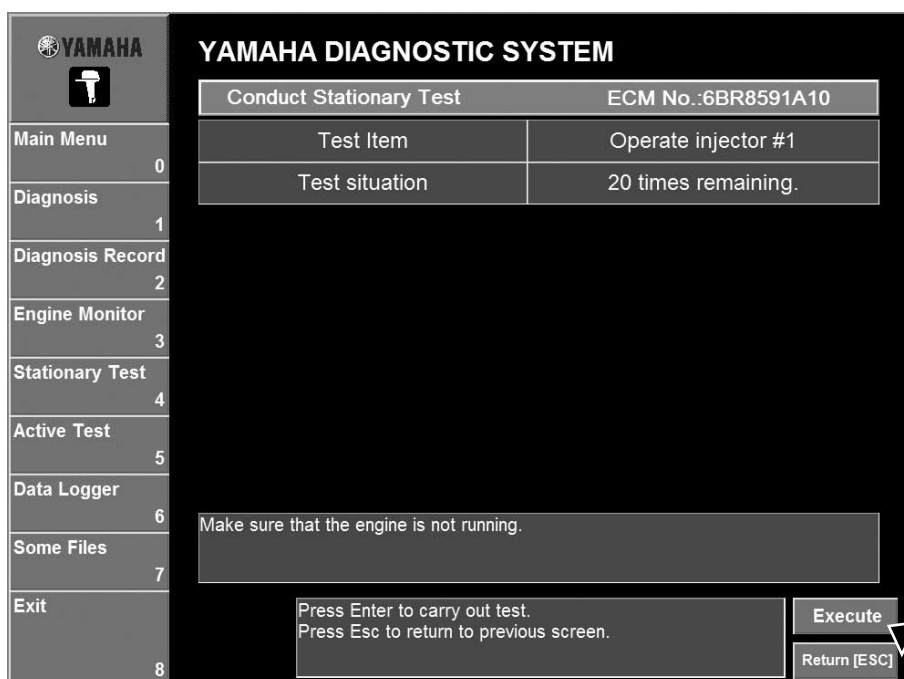 YAMAHA
YAMAHA DIAGNOSTIC SYSTEM
Conduct Stationary Test ECM No.:6BR8591A10
Test Item Operate injector #1
Test situation 20 times remaining.
Main Menu
0
Diagnosis
1
Diagnosis Record
2
Engine Monitor
3
Stationary Test
4
Active Test
5
Data Logger
6
Some Files
7
Exit
8
Make sure that the engine is not running.
Press Enter to carry out test.
Press Esc to return to previous screen.
Execute
Return [ESC]